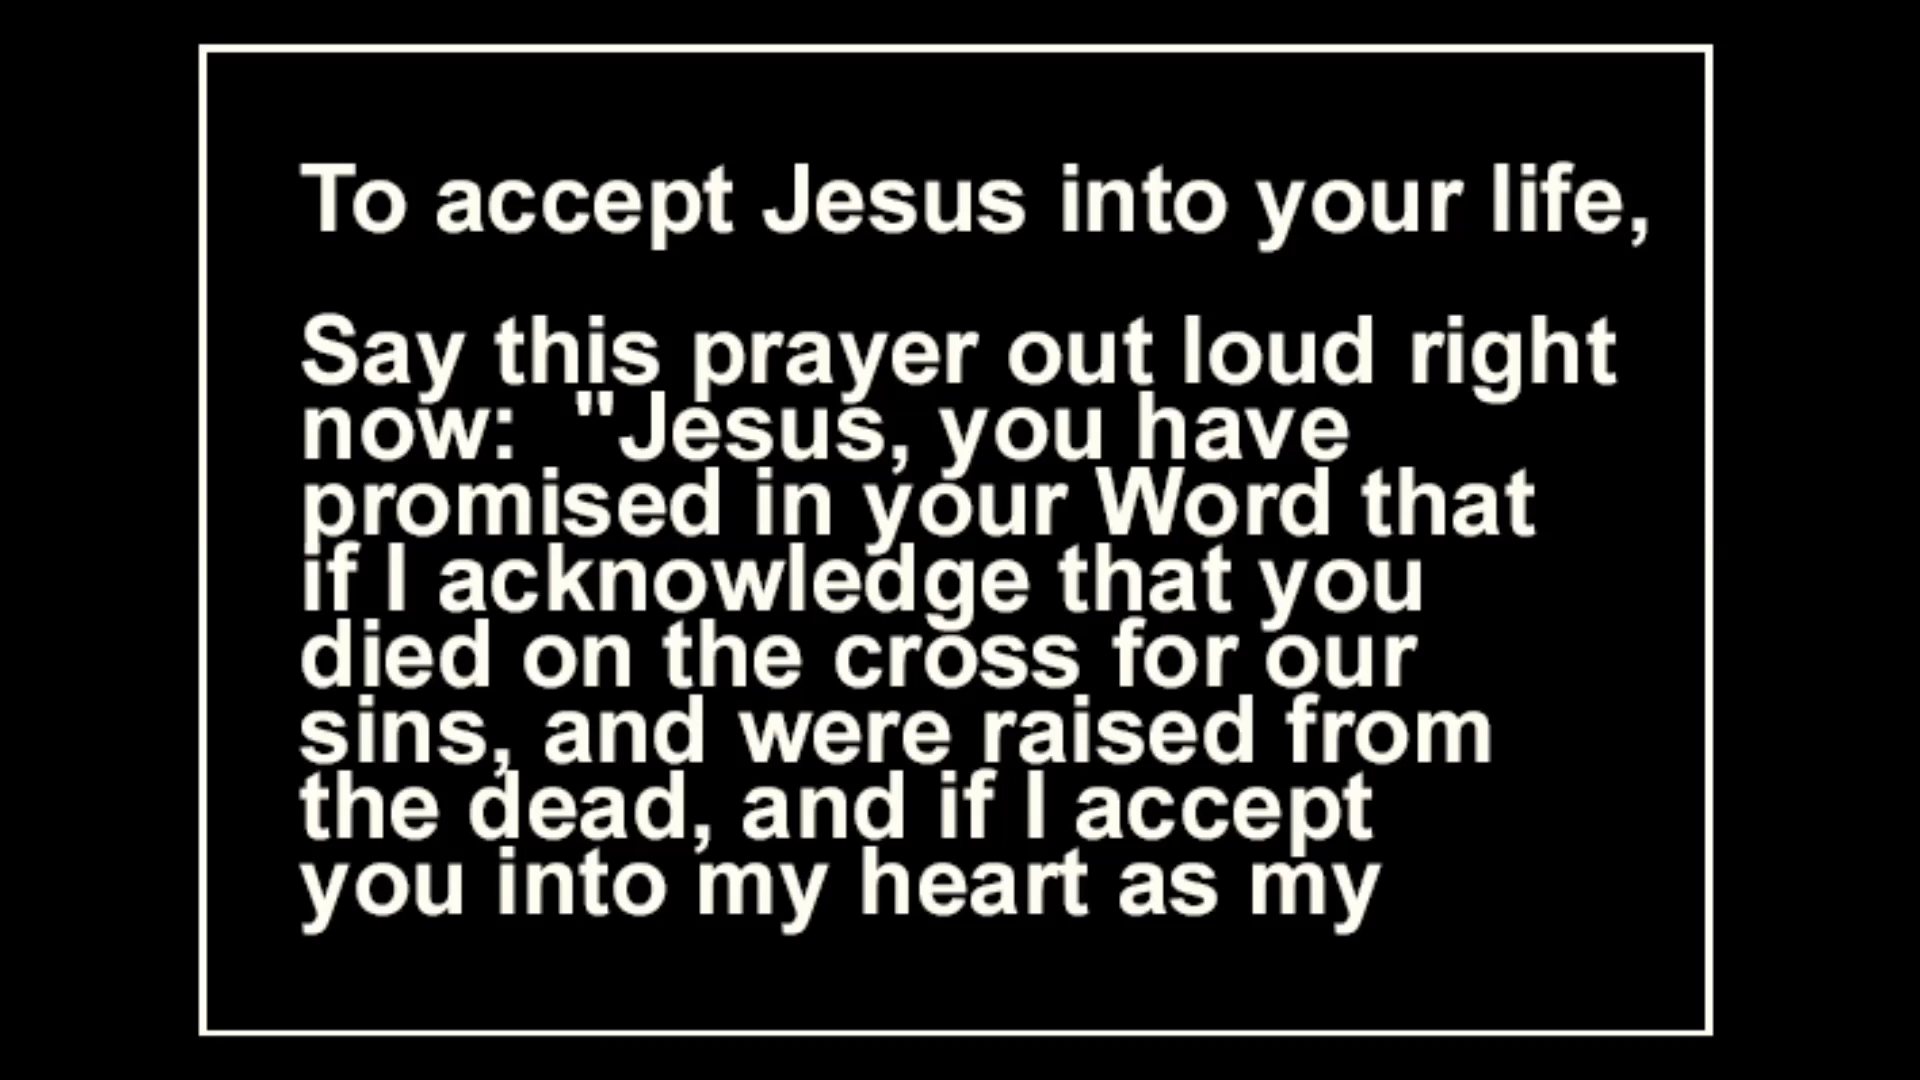 To accept Jesus into your life,
Say this prayer out loud right
now:  "Jesus, you have
promised in your Word that
if I acknowledge that you
died on the cross for our
sins, and were raised from
the dead, and if I accept
you into my heart as my